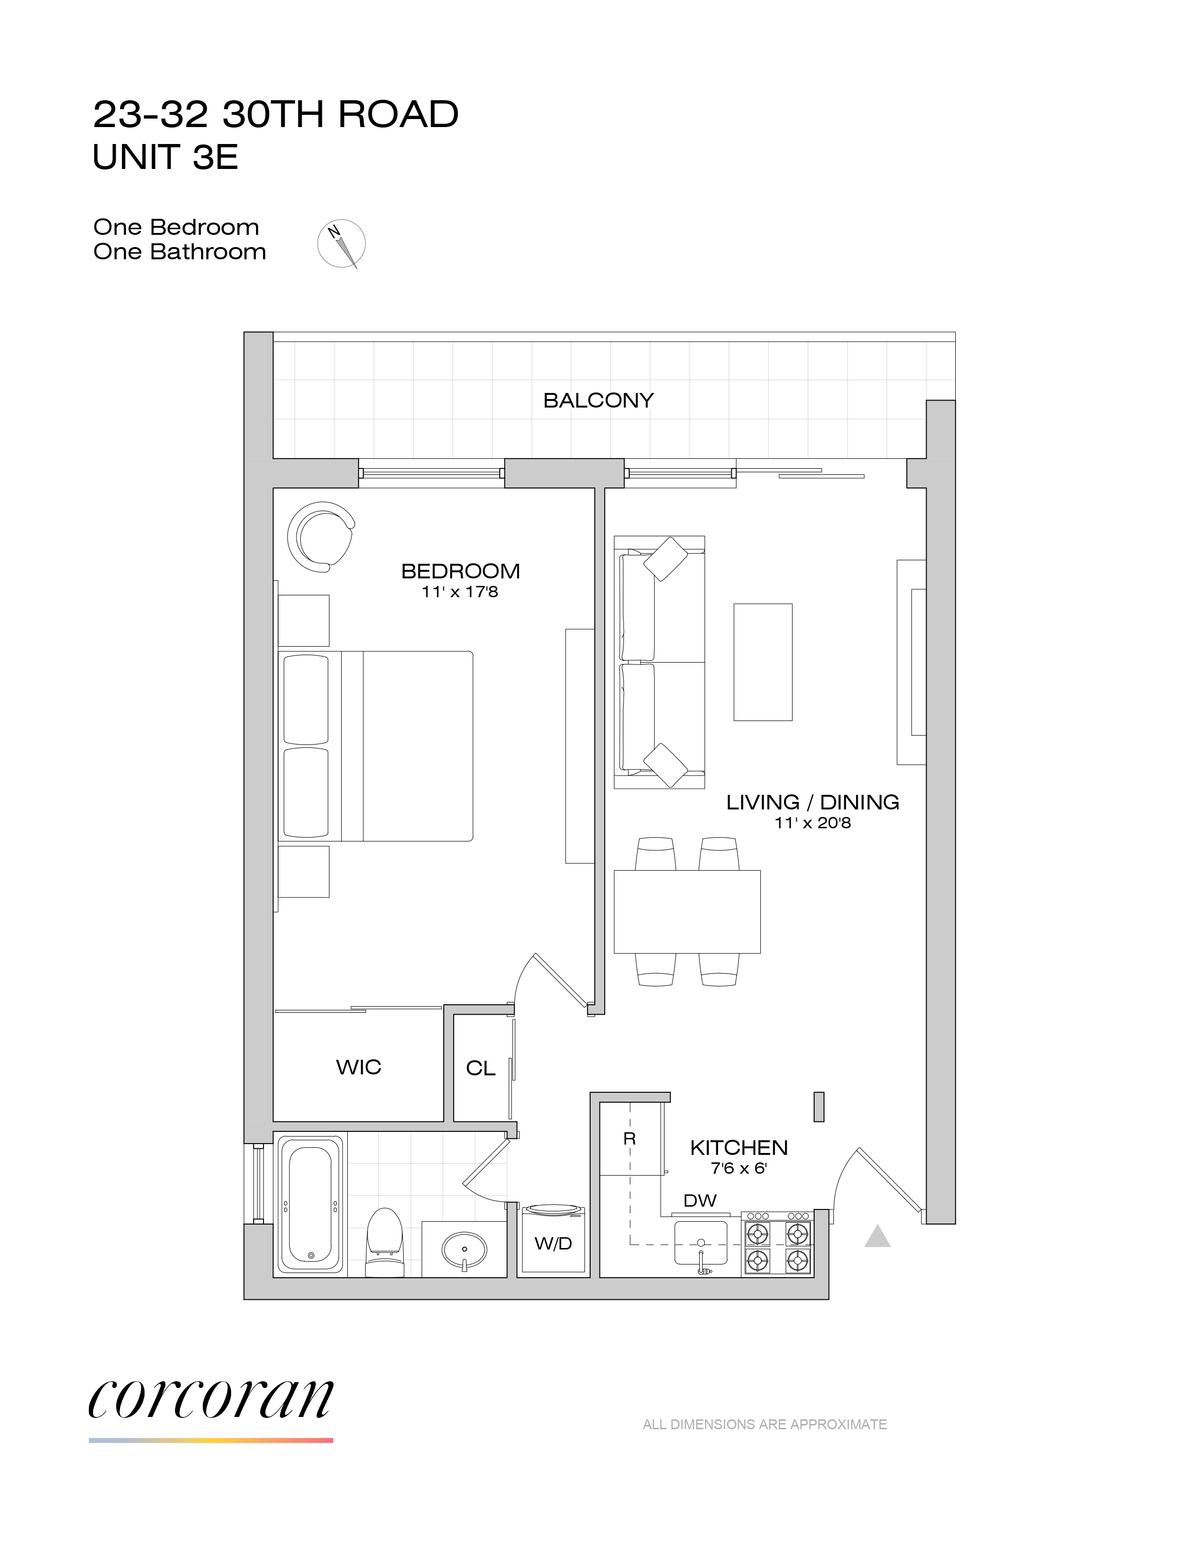 23-32 30TH ROAD
UNIT 3E
One Bedroom
One Bathroom
N
BALCONY
BEDROOM
11' x 17'8
LIVING / DINING
11' x 20'8
WIC
CL
R
KITCHEN
7'6 x 6'
DW
W/D
corcoran
ALL DIMENSIONS ARE APPROXIMATE